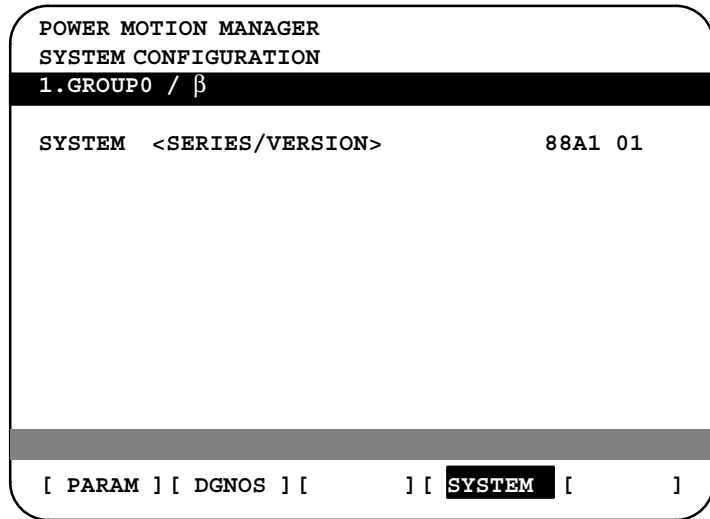 POWER MOTION MANAGER
SYSTEM CONFIGURATION
1.GROUP0 / β
SYSTEM <SERIES/VERSION> 88A1 01
[ PARAM ] [ DGNOS ] [ ] [ SYSTEM [ ]